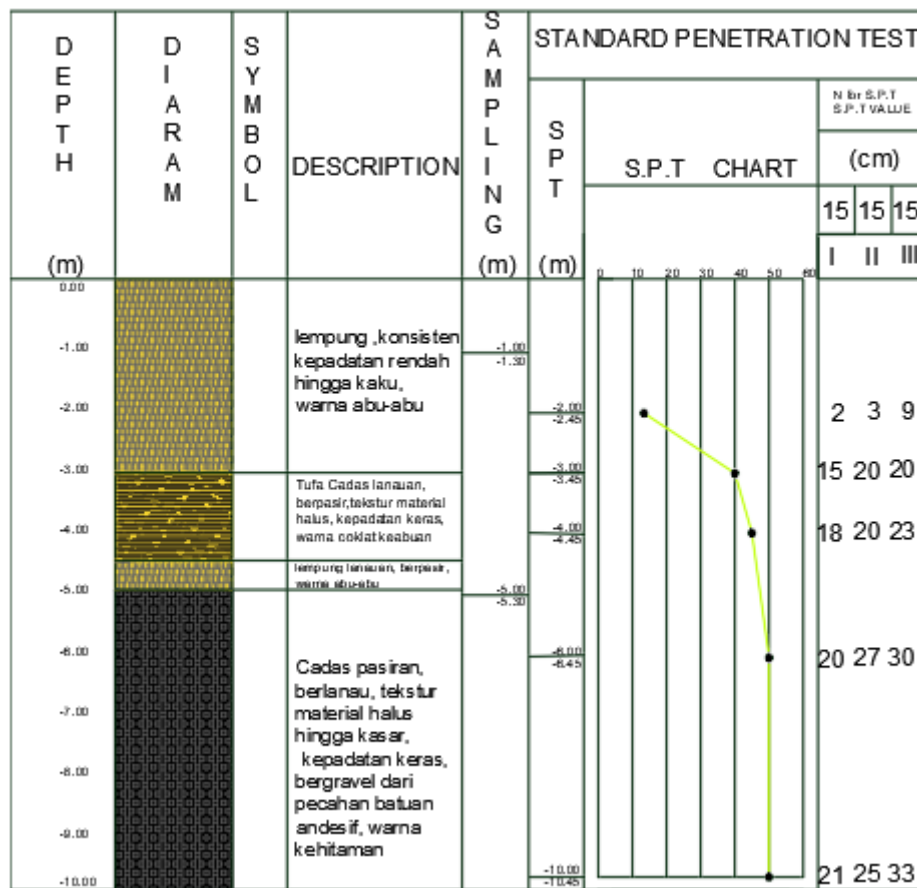 DEPTH
(m)
DIARAM
SYMBOL
DESCRIPTION
SAMPLING
(m)
STANDARD PENETRATION TEST
SPT
(m)
S.P.T CHART
N for S.P.T
S.P.T VALUE
(cm)
15 15 15
I II III
0 10 20 30 40 50 60
0.00
-1.00
-2.00
-3.00
-4.00
-5.00
-6.00
-7.00
-8.00
-9.00
-10.00
lempung ,konsisten
kepadatan rendah
hingga kaku,
warna abu-abu
Tufa Cadas lanauan,
berpasir,tekstur material
halus, kepadatan keras,
warna coklat keabuan
lempung lanauan, berpasir,
warna abu-abu
Cadas pasiran,
berlanau, tekstur
material halus
hingga kasar,
kepadatan keras,
bergravel dari
pecahan batuan
andesif, warna
kehitaman
-1.00
-1.30
-5.00
-5.30
-2.00
-2.45
-3.00
-3.45
-4.00
-4.45
-6.00
-6.45
-10.00
-10.45
2 3 9
15 20 20
18 20 23
20 27 30
21 25 33